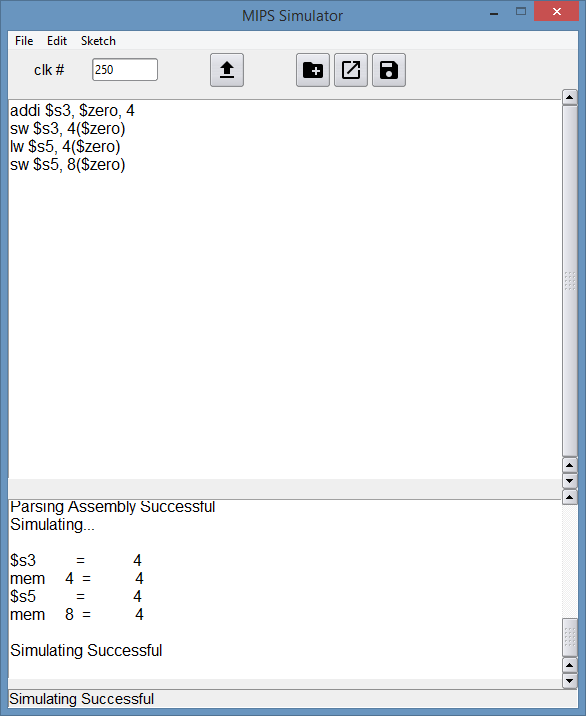 MIPS Simulator
File Edit Sketch
clk # 250
addi $s3, $zero, 4
sw $s3, 4($zero)
lw $s5, 4($zero)
sw $s5, 8($zero)
Parsing Assembly Successful
Simulating...
$s3 = 4
mem 4 = 4
$s5 = 4
mem 8 = 4
Simulating Successful
Simulating Successful